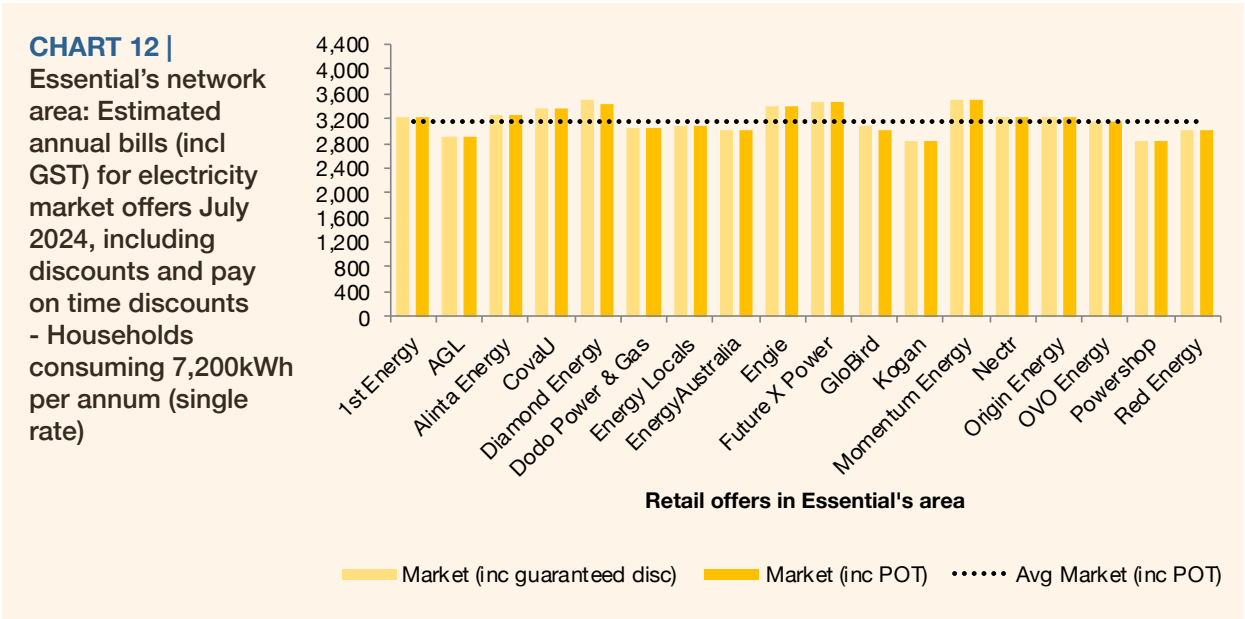 CHART 12 |
Essential’s network
area: Estimated
annual bills (incl
GST) for electricity
market offers July
2024, including
discounts and pay
on time discounts
- Households
consuming 7,200kWh
per annum (single
rate)
4,400
4,000
3,600
3,200
2,800
2,400
2,000
1,600
1,200
800
400
0
1st Energy
AGL
Alinta Energy
CovaU
Diamond Energy
Dodo Power & Gas
Energy Locals
EnergyAustralia
Engie
Future X Power
GloBird
Kogan
Momentum Energy
Nectr
Origin Energy
OVO Energy
Powershop
Red Energy
Retail offers in Essential's area
Market (inc guaranteed disc)
Market (inc POT)
Avg Market (inc POT)